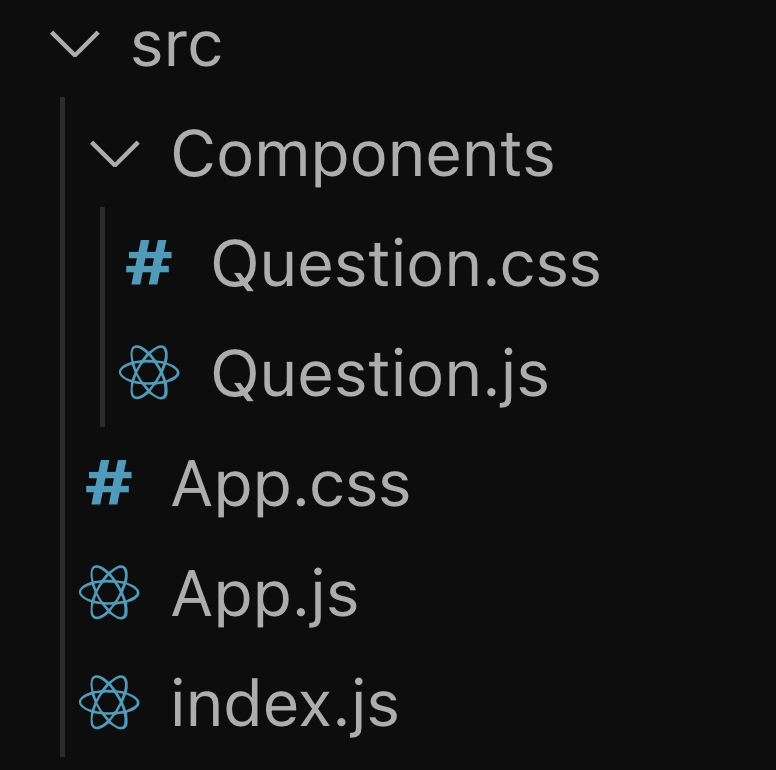 src
Components
# Question.css
Question.js
# App.css
App.js
index.js